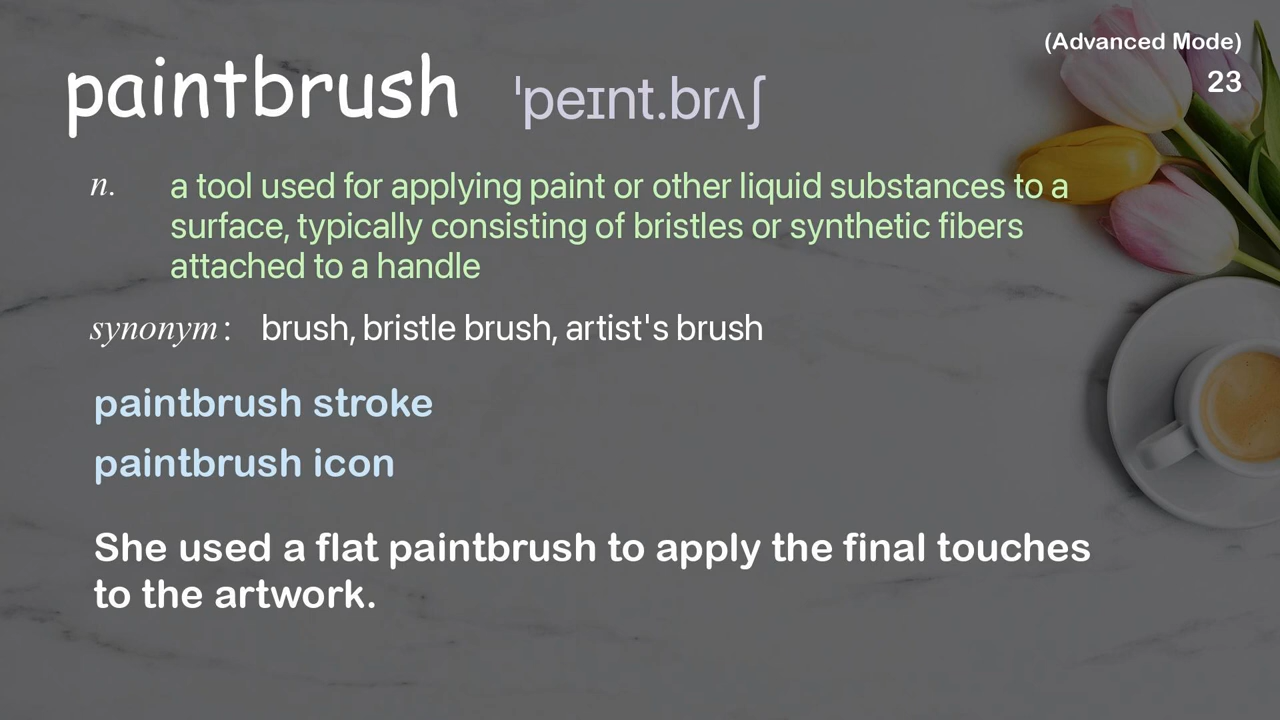 (Advanced Mode)
23
paintbrush ˈpeɪnt.brʌʃ
n. a tool used for applying paint or other liquid substances to a
surface, typically consisting of bristles or synthetic fibers
attached to a handle
synonym: brush, bristle brush, artist's brush
paintbrush stroke
paintbrush icon
She used a flat paintbrush to apply the final touches
to the artwork.